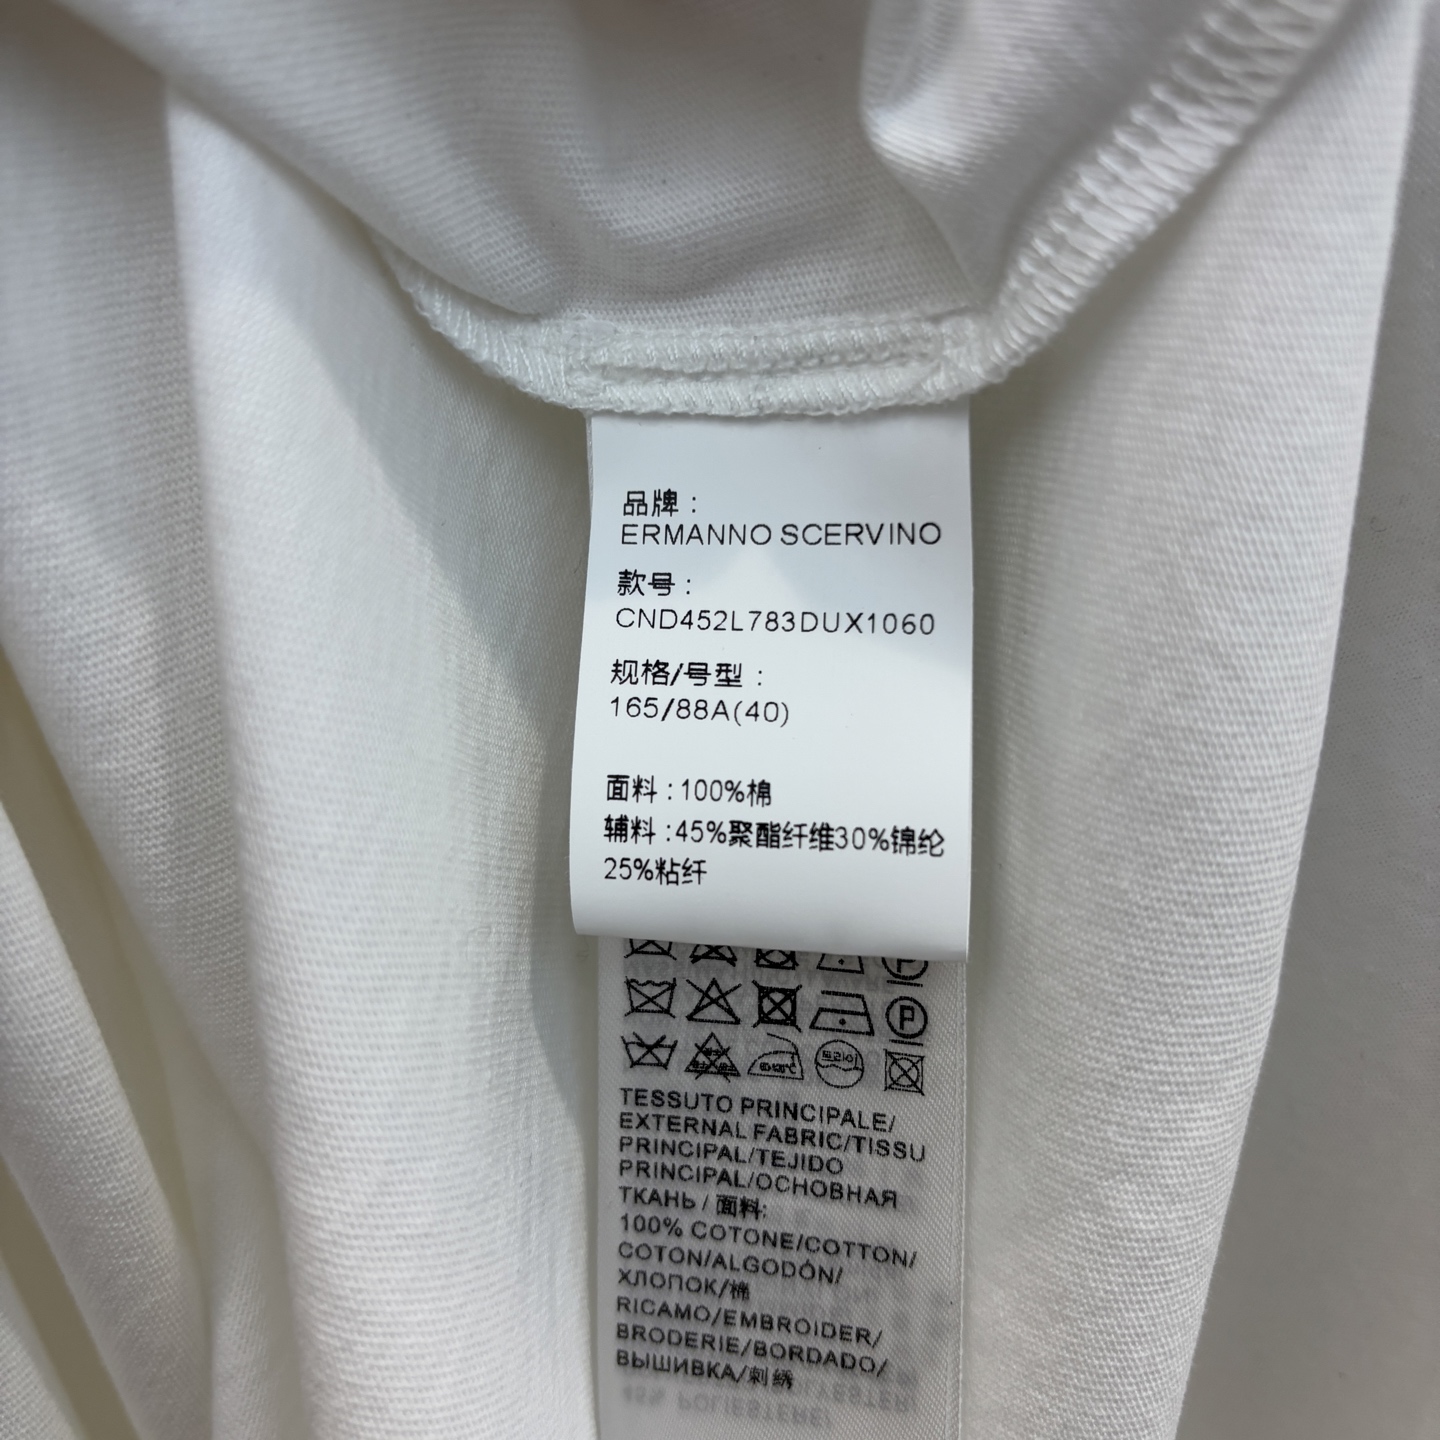 品牌：
ERMANNO SCERVINO
款号：
CND452L783DUX1060
规格/号型：
165/88A(40)
面料：100%棉
辅料：45%聚酯纤维30%锦纶
25%粘纤
P
P
드라이
TESSUTO PRINCIPALE/
EXTERNAL FABRIC/TISSU
PRINCIPAL/TEJIDO
PRINCIPAL/ОСНОВНАЯ
ТКАНЬ / 面料:
100% COTONE/COTTON/
COTON/ALGODÓN/
ХЛОПОК/棉
RICAMO/EMBROIDER/
BRODERIE/BORDADO/
ВЫШИВКА/刺绣